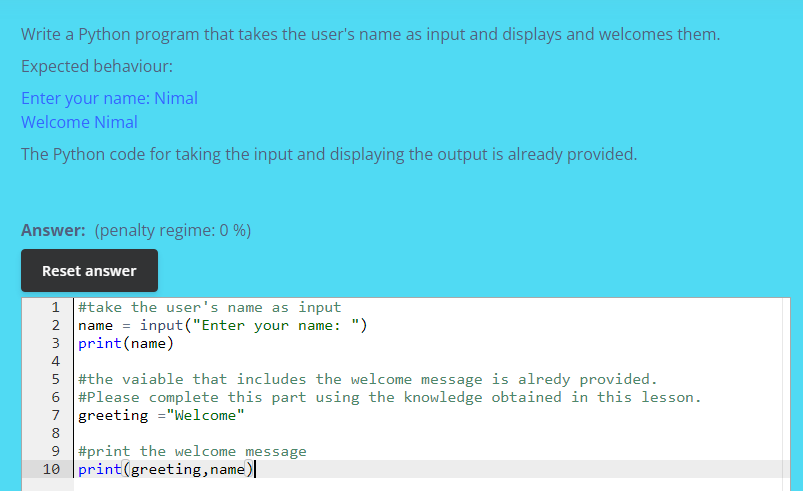 Write a Python program that takes the user's name as input and displays and welcomes them.
Expected behaviour:
Enter your name: Nimal
Welcome Nimal
The Python code for taking the input and displaying the output is already provided.
Answer: (penalty regime: 0 %)
Reset answer
1 #take the user's name as input
2 name = input("Enter your name: ")
3 print(name)
4
5 #the vaiable that includes the welcome message is alredy provided.
6 #Please complete this part using the knowledge obtained in this lesson.
7 greeting ="Welcome"
8
9 #print the welcome message
10 print(greeting,name)